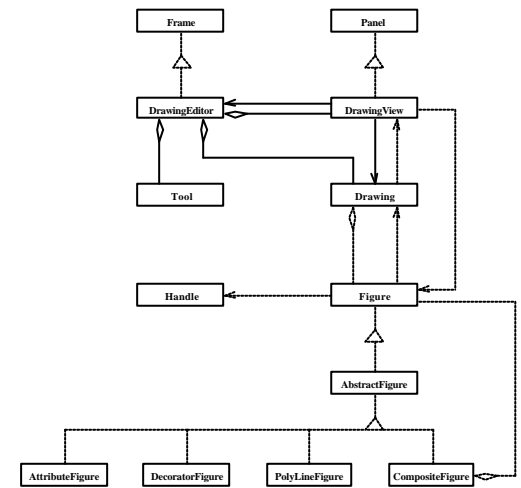 Frame
Panel
DrawingEditor
DrawingView
Tool
Drawing
Handle
Figure
AbstractFigure
AttributeFigure
DecoratorFigure
PolyLineFigure
CompositeFigure